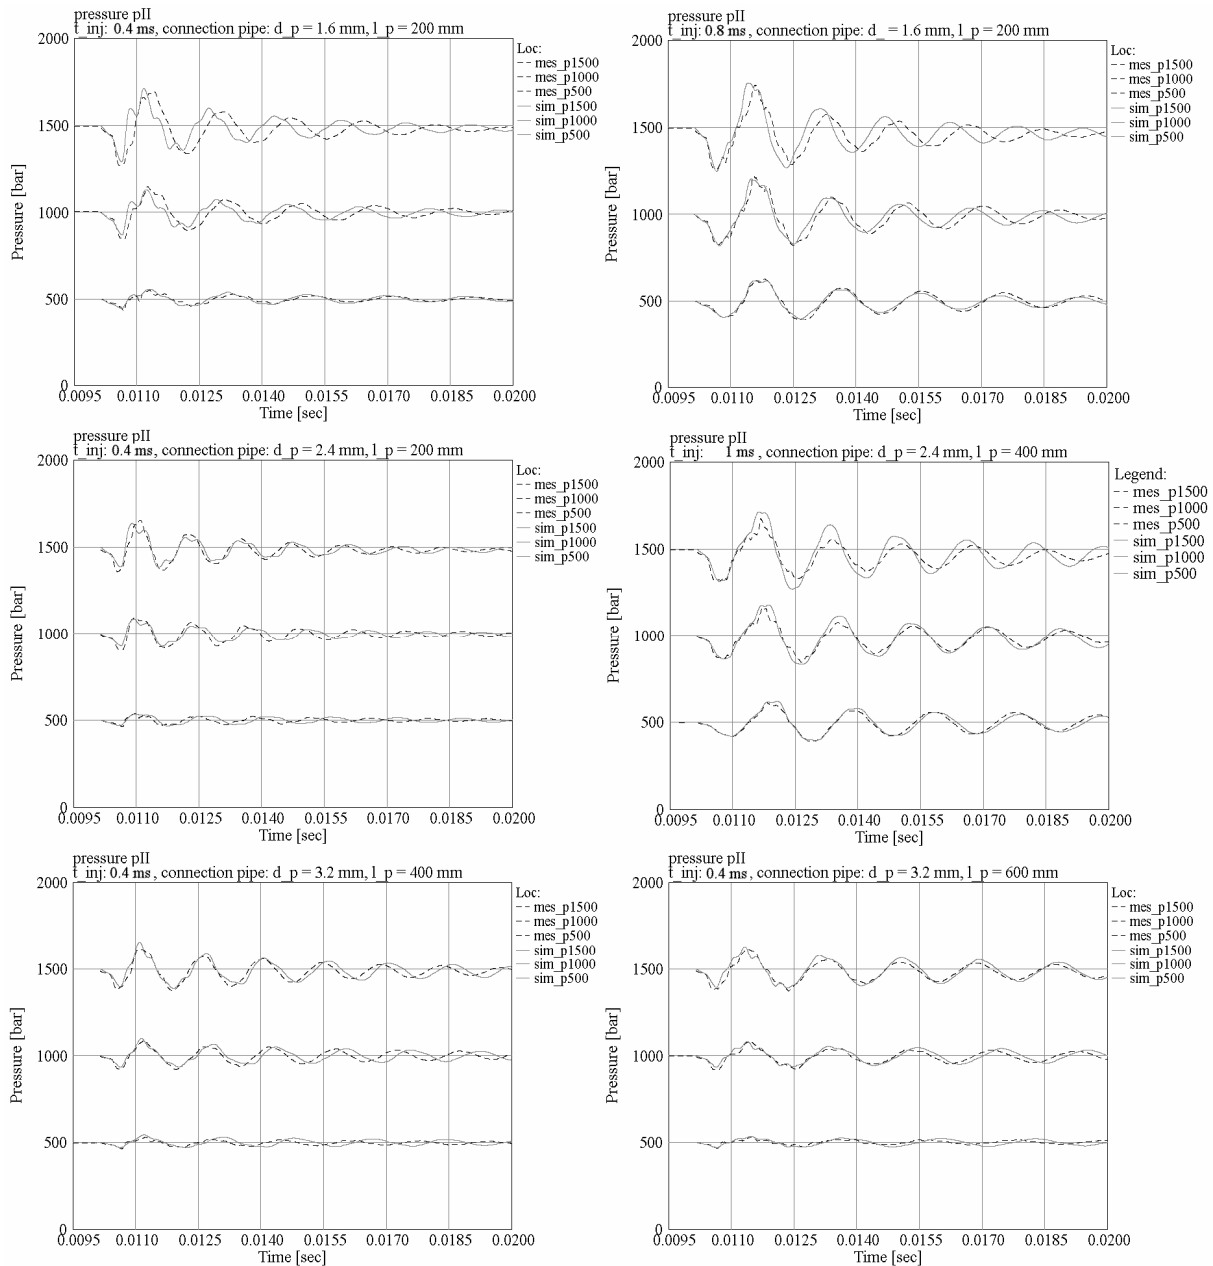 pressure pII
t_inj: 0.4 ms, connection pipe: d_p = 1.6 mm, l_p = 200 mm
2000
1500
1000
500
0
Pressure [bar]
0.0095 0.0110 0.0125 0.0140 0.0155 0.0170 0.0185 0.0200
Time [sec]
Loc:
mes_p1500
mes_p1000
mes_p500
sim_p1500
sim_p1000
sim_p500
pressure pII
t_inj: 0.8 ms, connection pipe: d_ = 1.6 mm, l_p = 200 mm
2000
1500
1000
500
0
Pressure [bar]
0.0095 0.0110 0.0125 0.0140 0.0155 0.0170 0.0185 0.0200
Time [sec]
Loc:
mes_p1500
mes_p1000
mes_p500
sim_p1500
sim_p1000
sim_p500
pressure pII
t_inj: 0.4 ms, connection pipe: d_p = 2.4 mm, l_p = 200 mm
2000
1500
1000
500
0
Pressure [bar]
0.0095 0.0110 0.0125 0.0140 0.0155 0.0170 0.0185 0.0200
Time [sec]
Loc:
mes_p1500
mes_p1000
mes_p500
sim_p1500
sim_p1000
sim_p500
pressure pII
t_inj: 1 ms , connection pipe: d_p = 2.4 mm, l_p = 400 mm
2000
1500
1000
500
0
Pressure [bar]
0.0095 0.0110 0.0125 0.0140 0.0155 0.0170 0.0185 0.0200
Time [sec]
Legend:
mes_p1500
mes_p1000
mes_p500
sim_p1500
sim_p1000
sim_p500
pressure pII
t_inj: 0.4 ms , connection pipe: d_p = 3.2 mm, l_p = 400 mm
2000
1500
1000
500
0
Pressure [bar]
0.0095 0.0110 0.0125 0.0140 0.0155 0.0170 0.0185 0.0200
Time [sec]
Loc:
mes_p1500
mes_p1000
mes_p500
sim_p1500
sim_p1000
sim_p500
pressure pII
t_inj: 0.4 ms , connection pipe: d_p = 3.2 mm, l_p = 600 mm
2000
1500
1000
500
0
Pressure [bar]
0.0095 0.0110 0.0125 0.0140 0.0155 0.0170 0.0185 0.0200
Time [sec]
Loc:
mes_p1500
mes_p1000
mes_p500
sim_p1500
sim_p1000
sim_p500